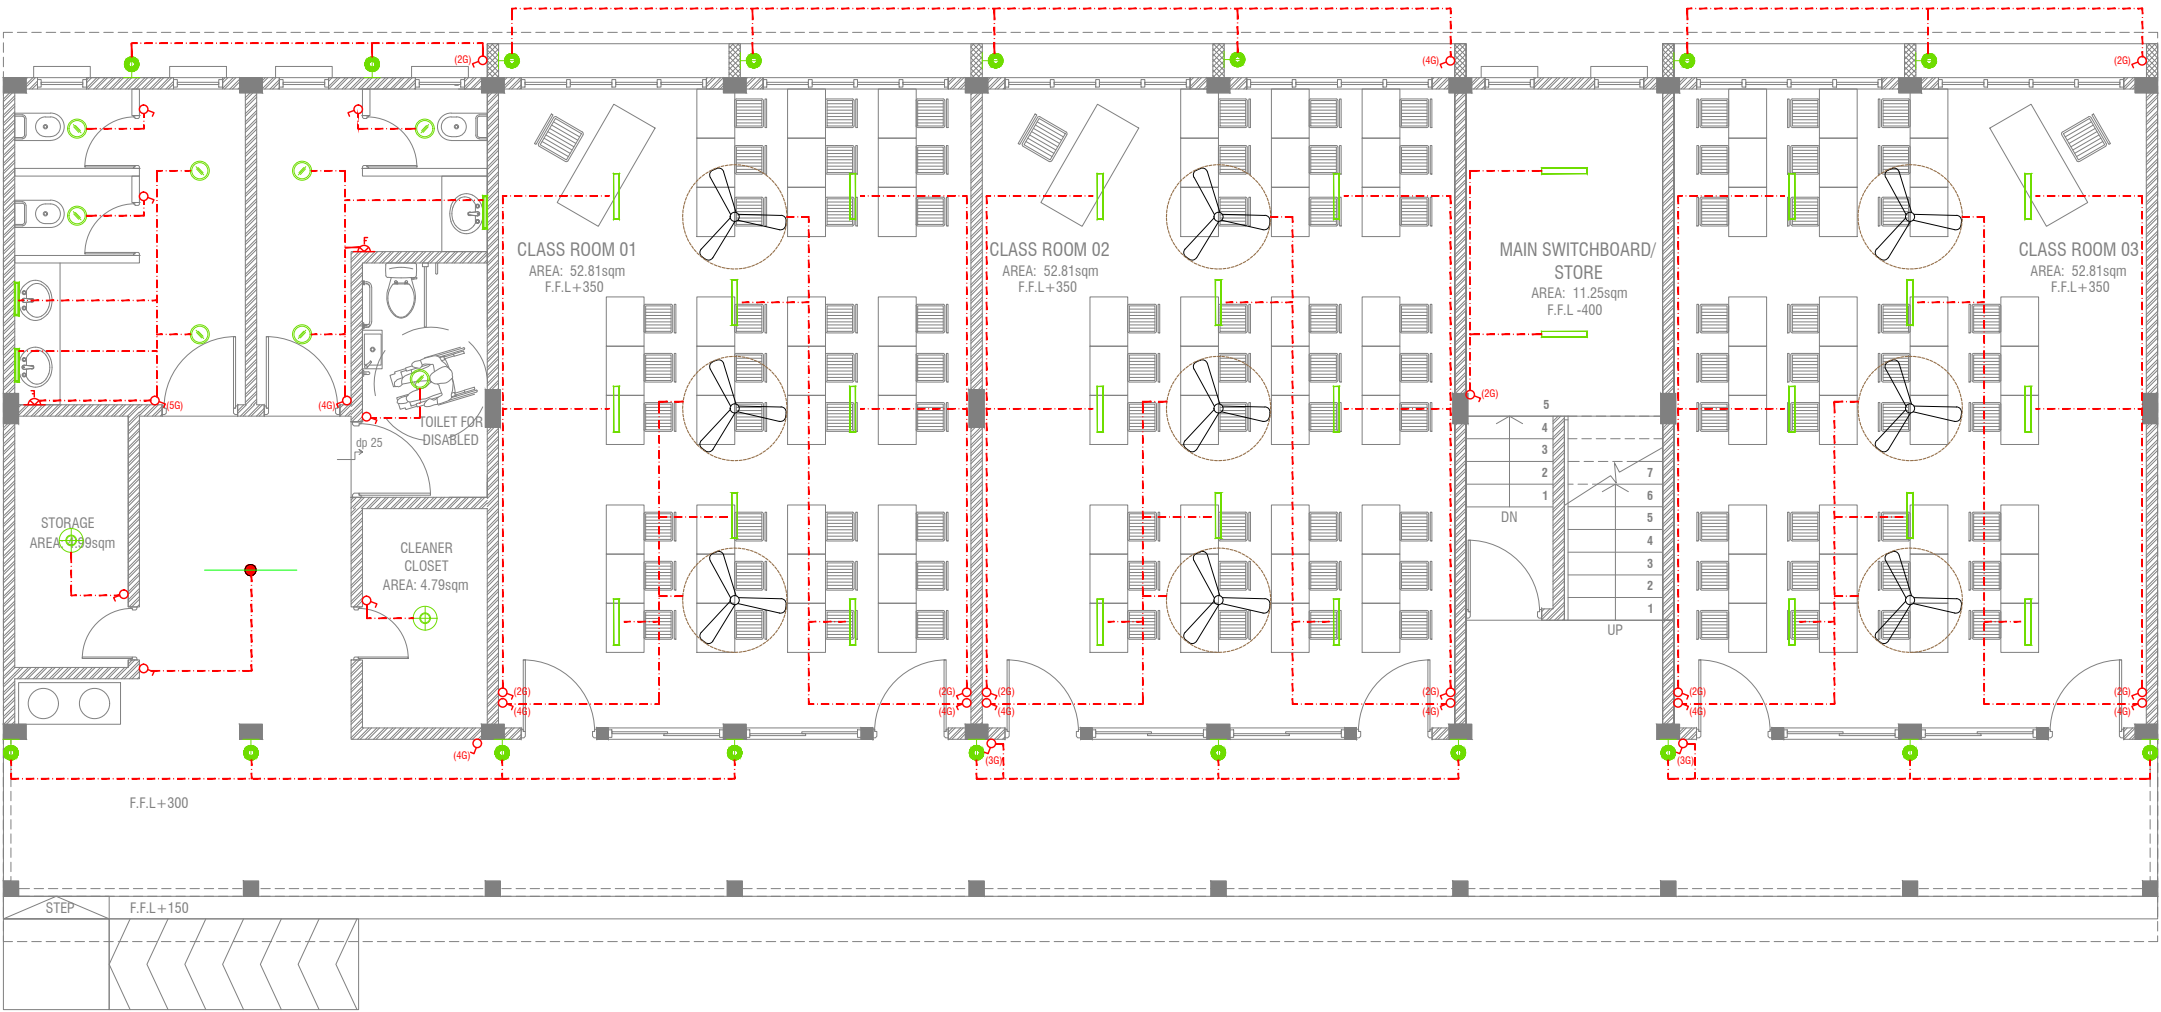 (2G)
(4G)
(2G)
CLASS ROOM 01
AREA: 52.81sqm
F.F.L+350
CLASS ROOM 02
AREA: 52.81sqm
F.F.L+350
MAIN SWITCHBOARD/
STORE
AREA: 11.25sqm
F.F.L -400
CLASS ROOM 03
AREA: 52.81sqm
F.F.L+350
F
F
(5G)
(4G)
(2G)
TOILET FOR
DISABLED
dp 25
5
4
3
2
1
DN
7
6
5
4
3
2
1
UP
STORAGE
CLEANER
CLOSET
AREA: 4.79sqm
(2G)
(4G)
(2G)
(4G)
(2G)
(4G)
(2G)
(4G)
(2G)
(4G)
(2G)
(4G)
(4G)
(3G)
(3G)
F.F.L+300
STEP
F.F.L+150